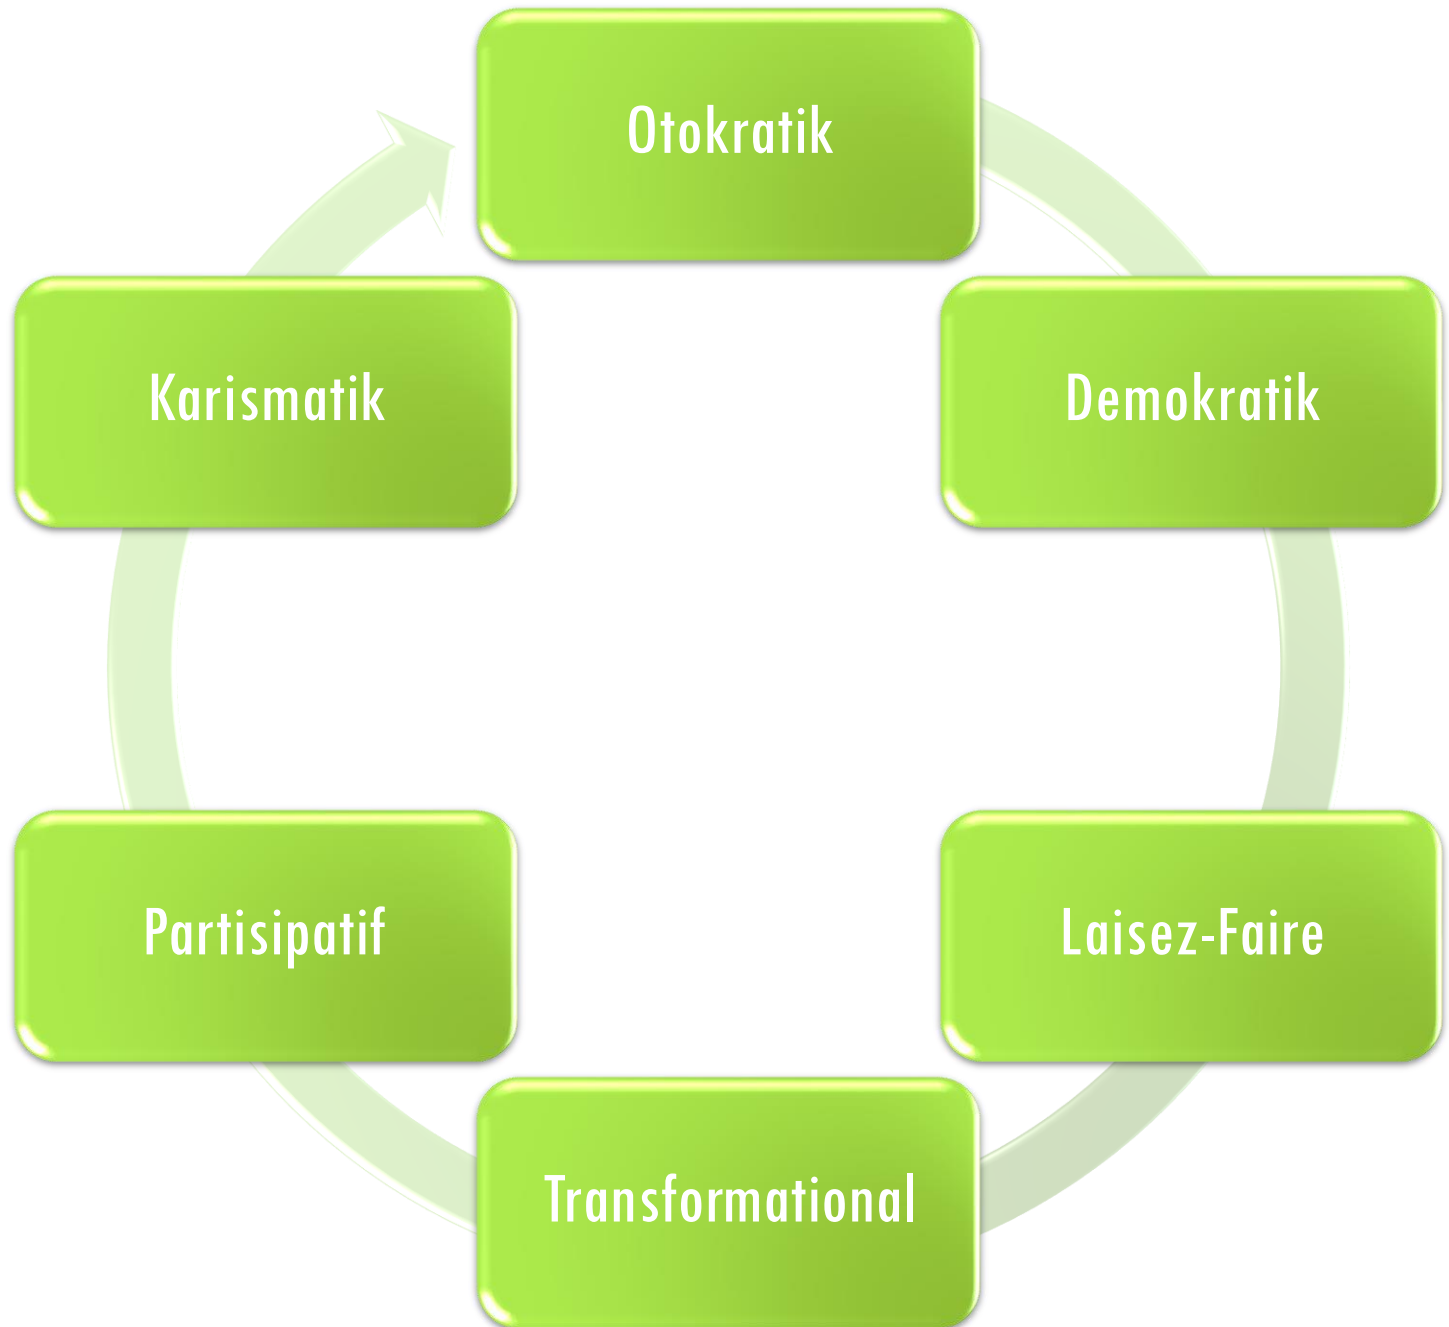 Otokratik
Demokratik
Laisez-Faire
Transformational
Partisipatif
Karismatik